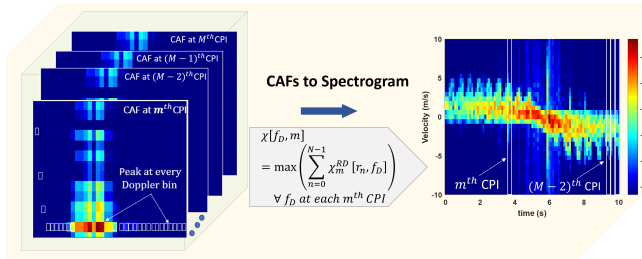 CAF at M^th CPI
CAF at (M − 1)^th CPI
CAF at (M − 2)^th CPI
CAF at m^th CPI
Peak at every
Doppler bin
CAFs to Spectrogram
χ[f_D, m]
= max(∑_{n=0}^{N−1} χ_m^{RD} [r_n, f_D])
∀ f_D at each m^th CPI
Velocity (m/s)
10
5
0
-5
-10
m^th CPI
(M − 2)^th CPI
0 2 4 6 8 10
time (s)